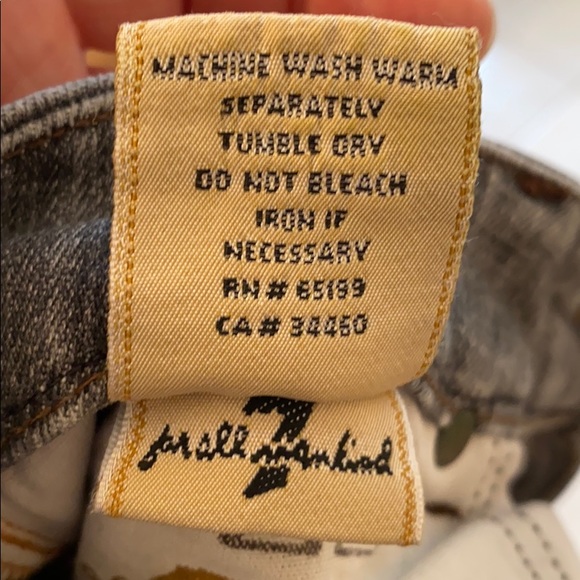 MACHINE WASH WARM
SEPARATELY
TUMBLE DRY
DO NOT BLEACH
IRON IF
NECESSARY
RN# 65199
CA# 34460
7
for all mankind